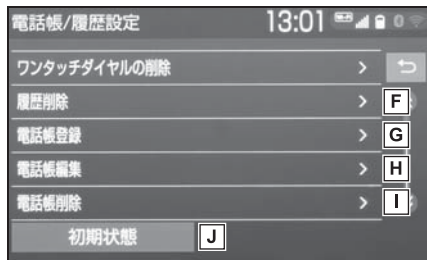 電話帳/履歴設定 13:01
ワンタッチダイヤルの削除 >
履歴削除 > F
電話帳登録 > G
電話帳編集 > H
電話帳削除 > I
初期状態 J